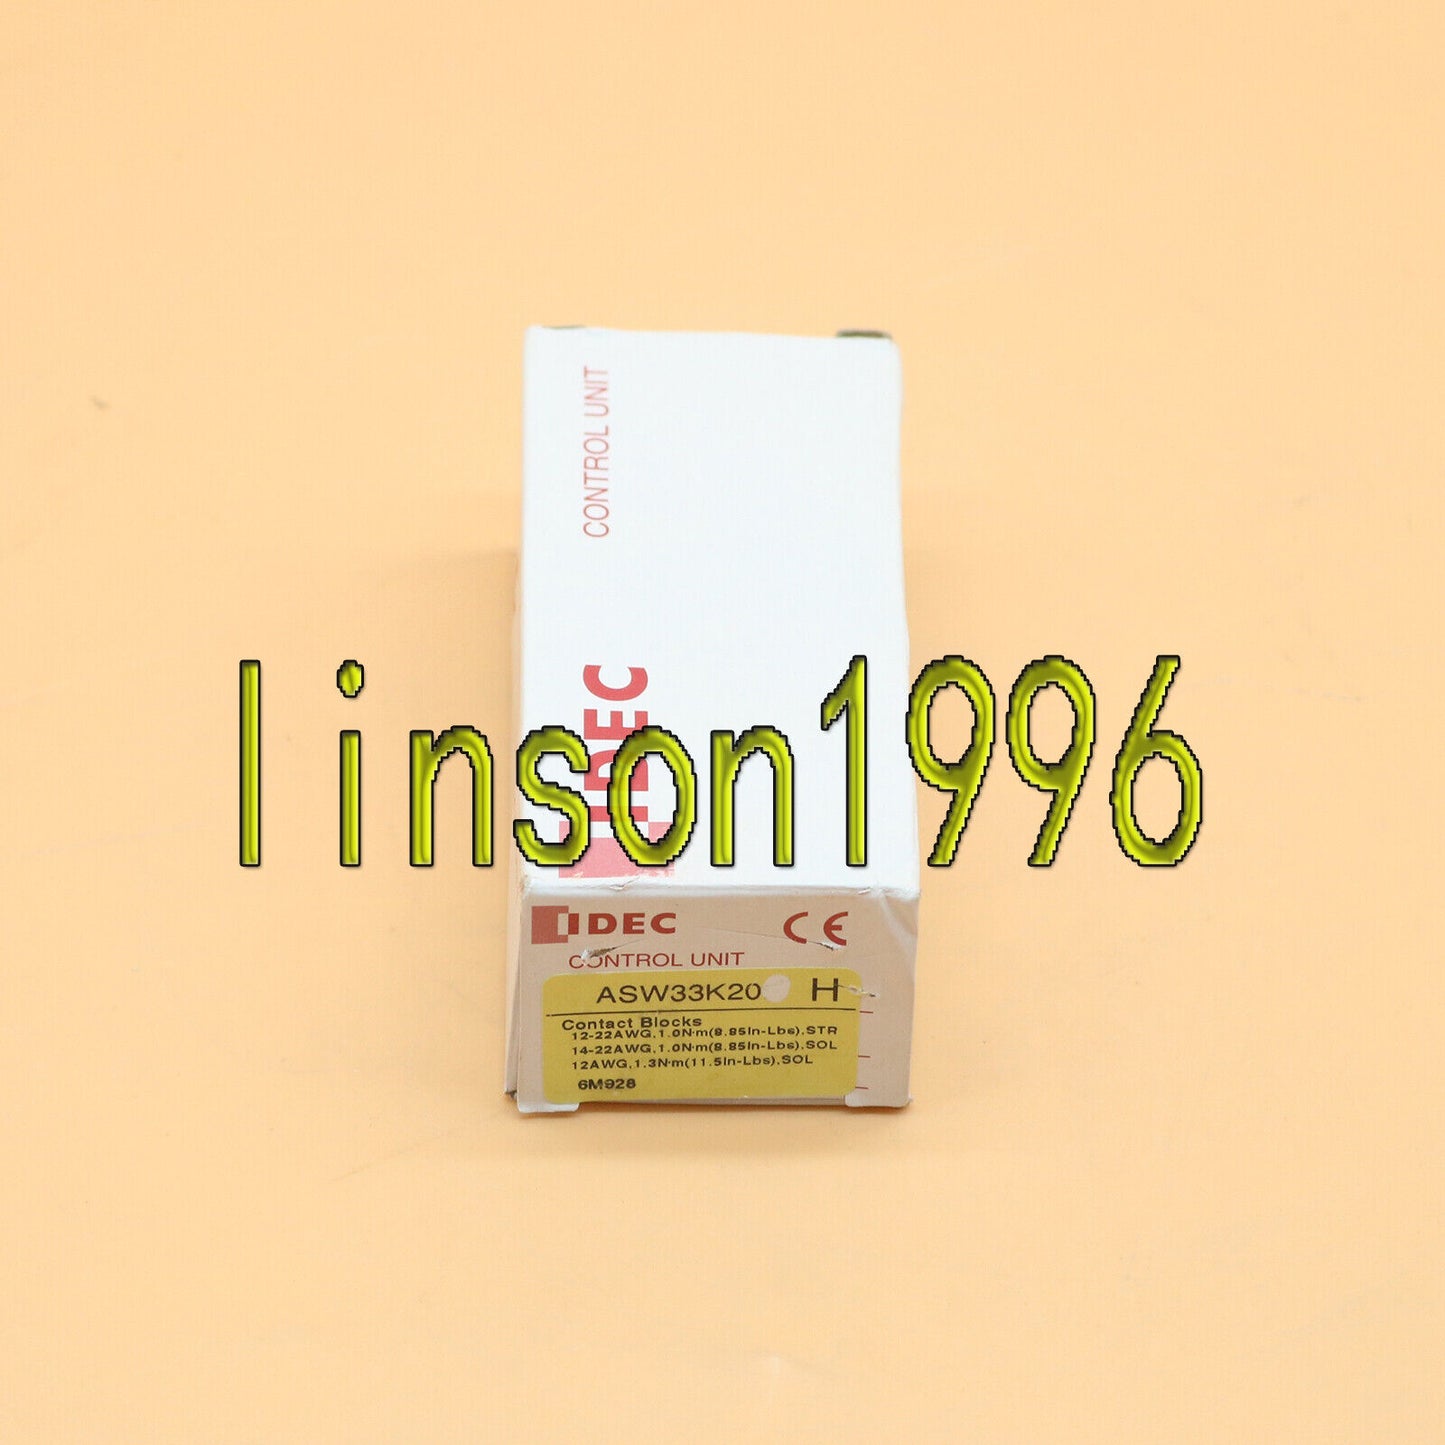 CONTROL UNIT
IDEC
linson1996
IDEC CE
CONTROL UNIT
ASW33K20 H
Contact Blocks
12-22AWG,1.0N·m(8.85In-Lbs),STR
14-22AWG,1.0N·m(8.85In-Lbs),SOL
12AWG,1.3N·m(11.5In-Lbs),SOL
6M928